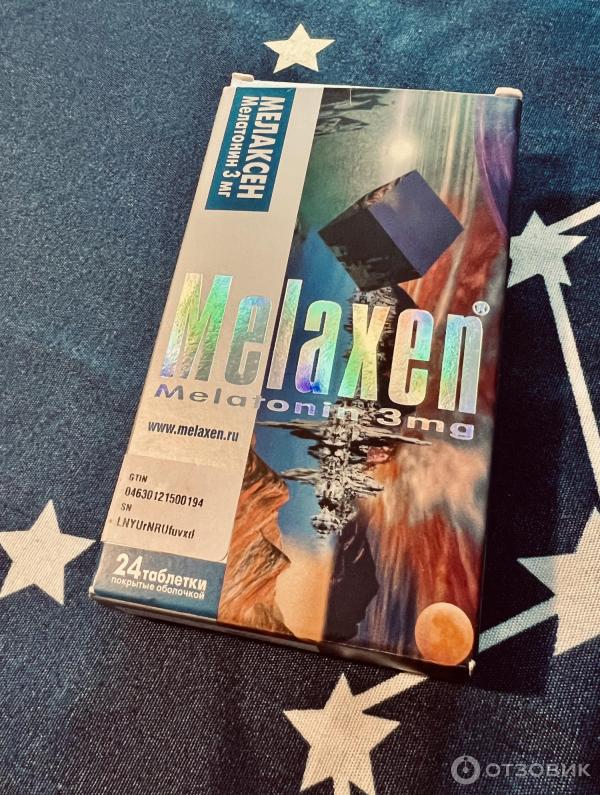 МЕЛАКСЕН
Мелатонин 3 мг
Melaxen®
Melatonin 3mg
www.melaxen.ru
GTIN
04630121500194
SN
LNYUrNRUfuvxd
24 таблетки
покрытые оболочкой
ОТЗОВИК